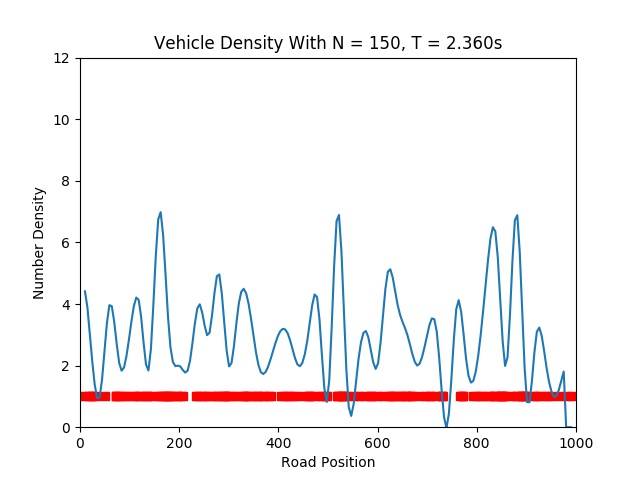 Vehicle Density With N = 150, T = 2.360s
12
10
8
6
4
2
0
Number Density
0 200 400 600 800 1000
Road Position